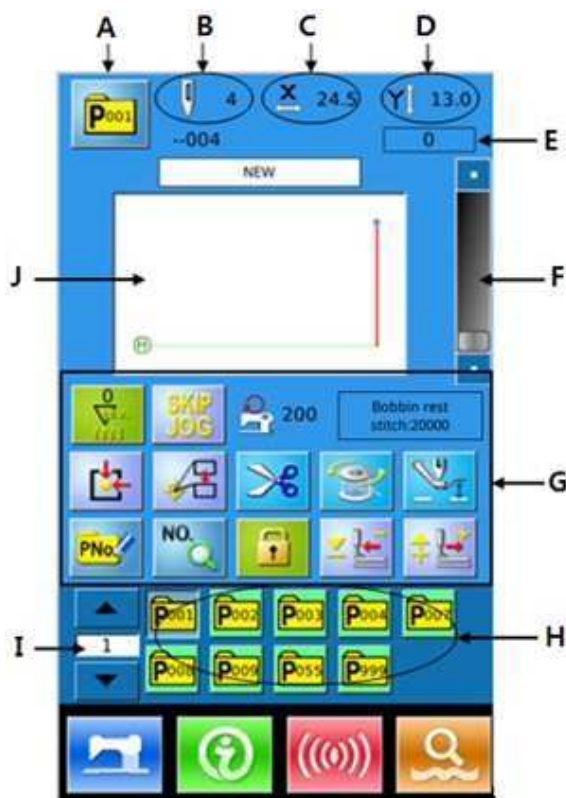 A B C D
P001 4 X 24.5 Y 13.0
--004 0 E
NEW
J F
H
0 SKIP JOG 200 Bobbin rest
stitch:20000
G
PNo. NO.
P001 P002 P003 P004 P007
I 1 H
P008 P009 P055 P999